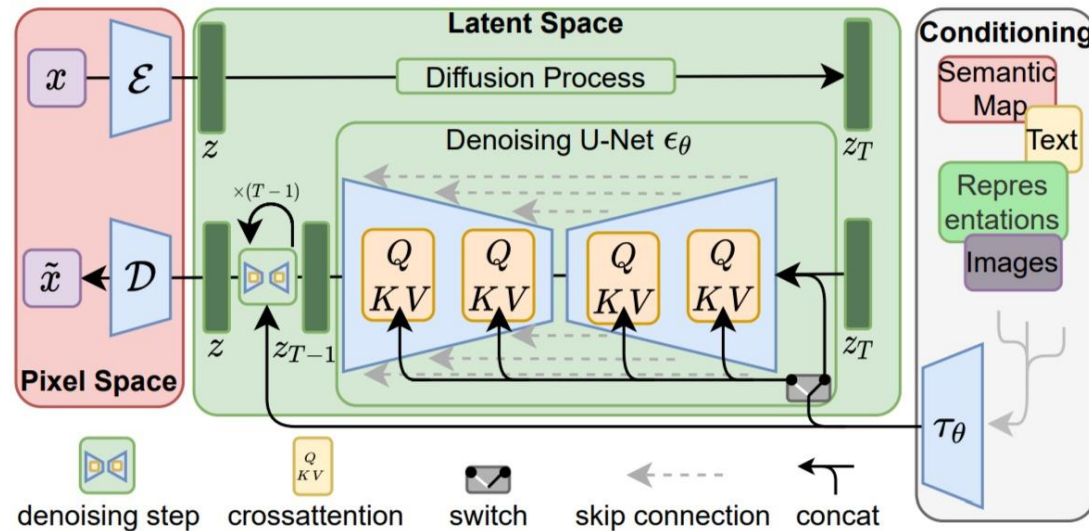 Latent Space
Conditioning
x
ℰ
z
Diffusion Process
z_T
Semantic
Map
Text
Repres
entations
Images
Denoising U-Net ϵ_θ
×(T−1)
Q
K V
Q
K V
Q
K V
Q
K V
x̃
𝒟
z
z_{T−1}
z_T
Pixel Space
τ_θ
Q
K V
denoising step
crossattention
switch
skip connection
concat